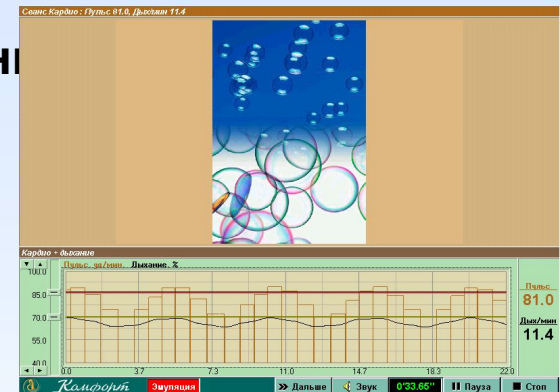 Сеанс Кардио : Пульс 81.0, Дых/мин 11.4
Кардио + дыхание
Пульс, уд/мин. Дыхание, %
100.0
85.0
70.0
55.0
40.0
0.0 3.7 7.3 11.0 14.7 18.3 22.0
Пульс
81.0
Дых/мин
11.4
Комфорт Эмуляция Дальше Звук 0'33.65'' Пауза Стоп